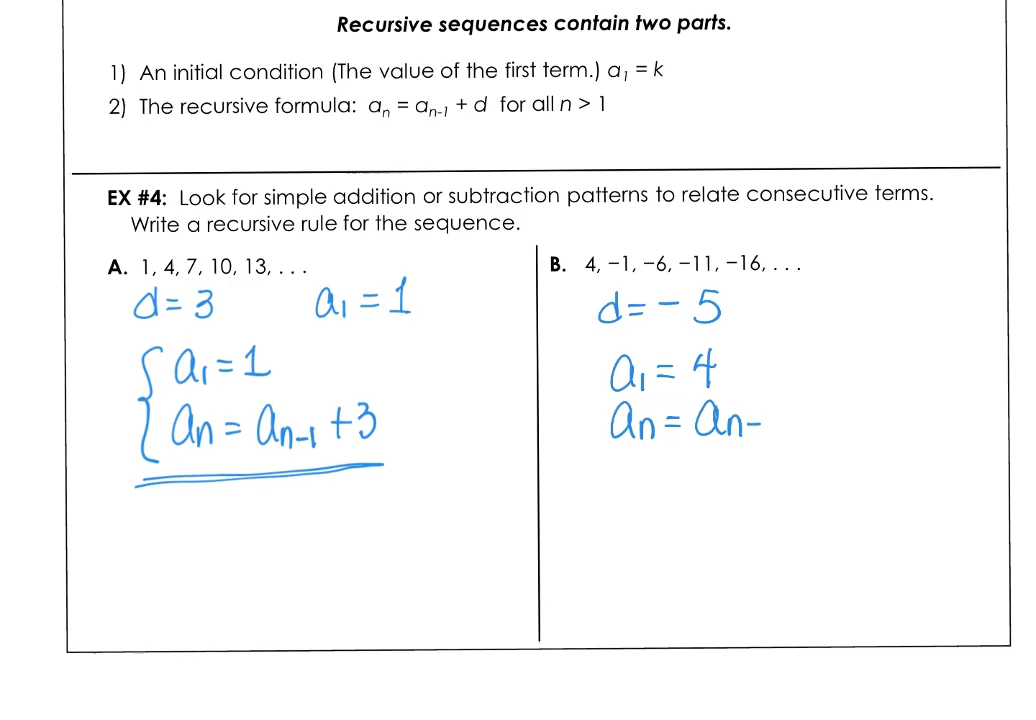 Recursive sequences contain two parts.
1) An initial condition (The value of the first term.) a₁ = k
2) The recursive formula: aₙ = aₙ₋₁ + d for all n > 1
EX #4: Look for simple addition or subtraction patterns to relate consecutive terms.
Write a recursive rule for the sequence.
A. 1, 4, 7, 10, 13, . . .
d = 3 a₁ = 1
{ a₁ = 1
aₙ = aₙ₋₁ + 3
B. 4, −1, −6, −11, −16, . . .
d = − 5
a₁ = 4
aₙ = aₙ₋